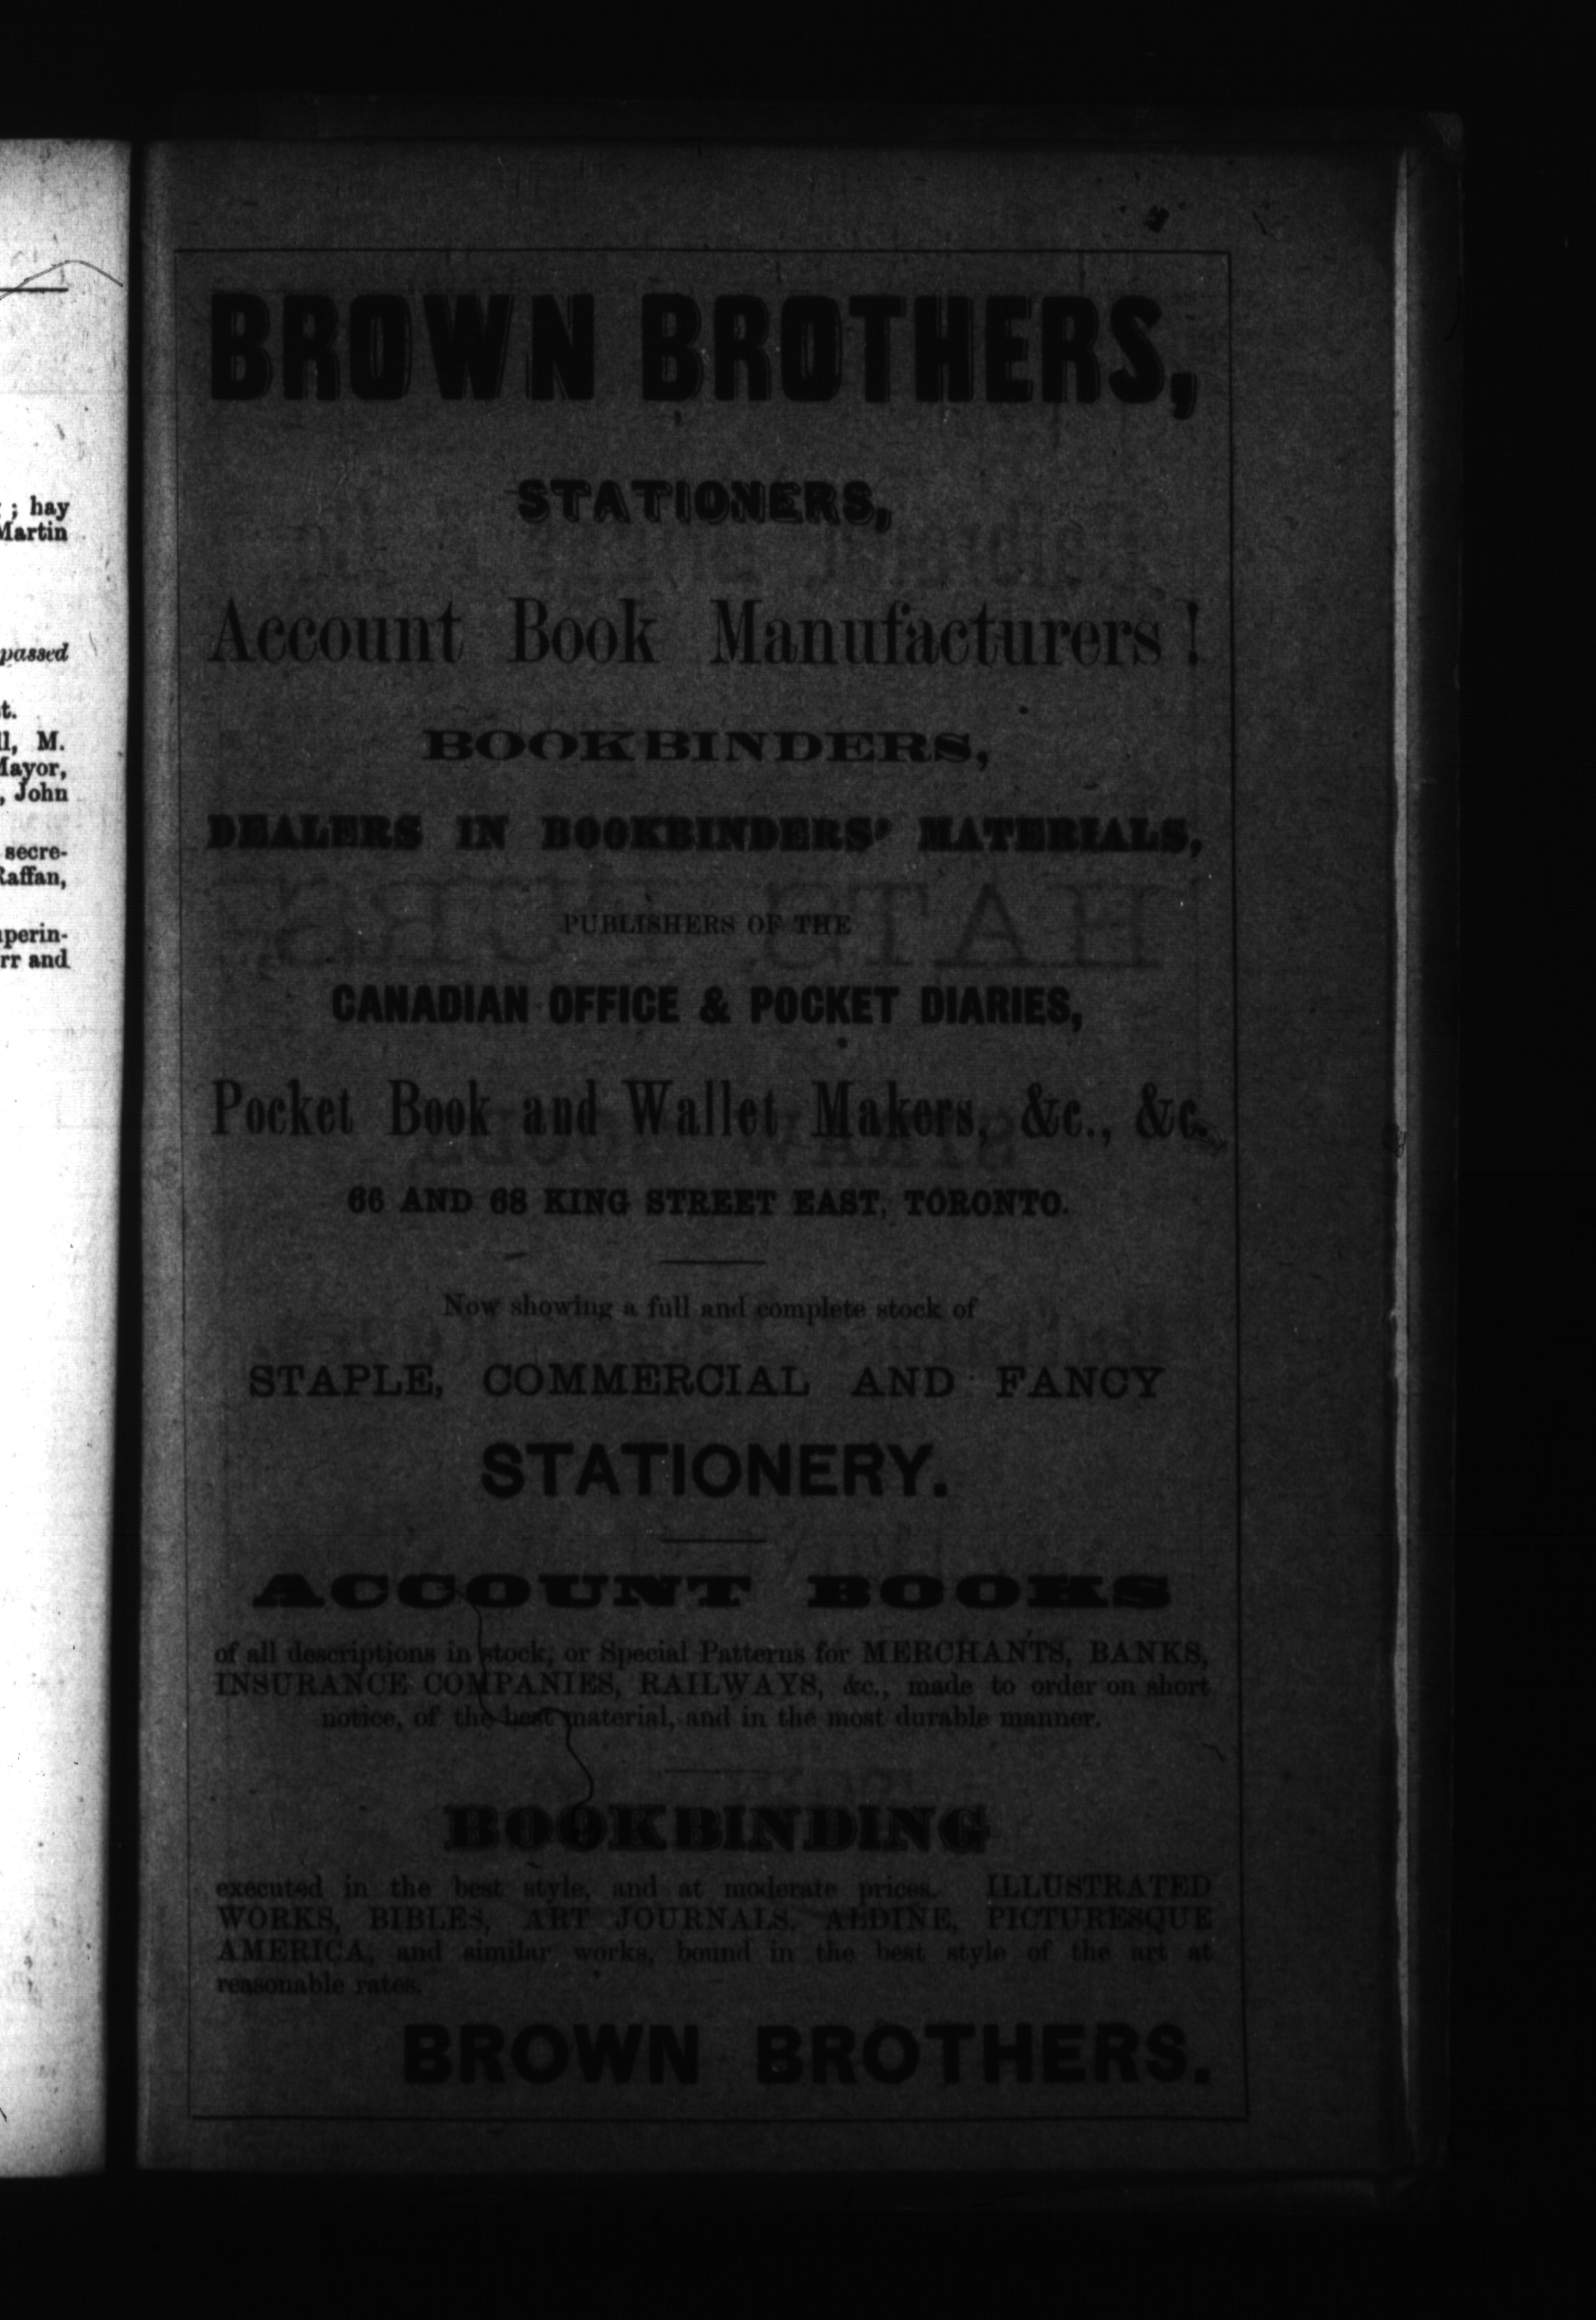 ; hay
Martin
passed
t.
ll, M.
Mayor,
, John
secre-
Raffan,
uperin-
rr and
BROWN BROTHERS,
STATIONERS,
Account Book Manufacturers !
BOOKBINDERS,
DEALERS IN BOOKBINDERS' MATERIALS,
PUBLISHERS OF THE
CANADIAN OFFICE & POCKET DIARIES,
Pocket Book and Wallet Makers, &c., &c.
66 AND 68 KING STREET EAST, TORONTO.
Now showing a full and complete stock of
STAPLE, COMMERCIAL AND FANCY
STATIONERY.
ACCOUNT BOOKS
of all descriptions in stock, or Special Patterns for MERCHANTS, BANKS,
INSURANCE COMPANIES, RAILWAYS, &c., made to order on short
notice, of the best material, and in the most durable manner.
BOOKBINDING
executed in the best style, and at moderate prices. ILLUSTRATED
WORKS, BIBLES, ART JOURNALS, ALDINE, PICTURESQUE
AMERICA, and similar works, bound in the best style of the art at
reasonable rates.
BROWN BROTHERS.